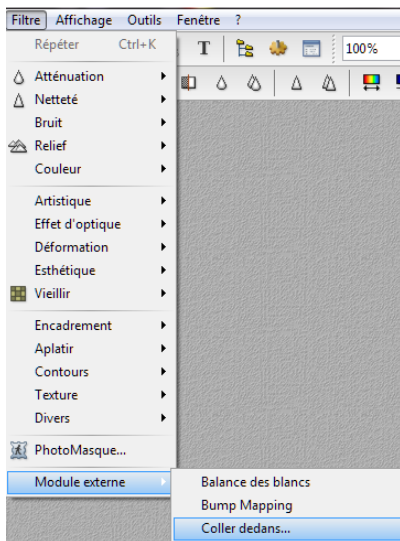 Filtre Affichage Outils Fenêtre ?
Répéter Ctrl+K
T 100%
Atténuation
Netteté
Bruit
Relief
Couleur
Artistique
Effet d'optique
Déformation
Esthétique
Vieillir
Encadrement
Aplatir
Contours
Texture
Divers
PhotoMasque...
Module externe
Balance des blancs
Bump Mapping
Coller dedans...